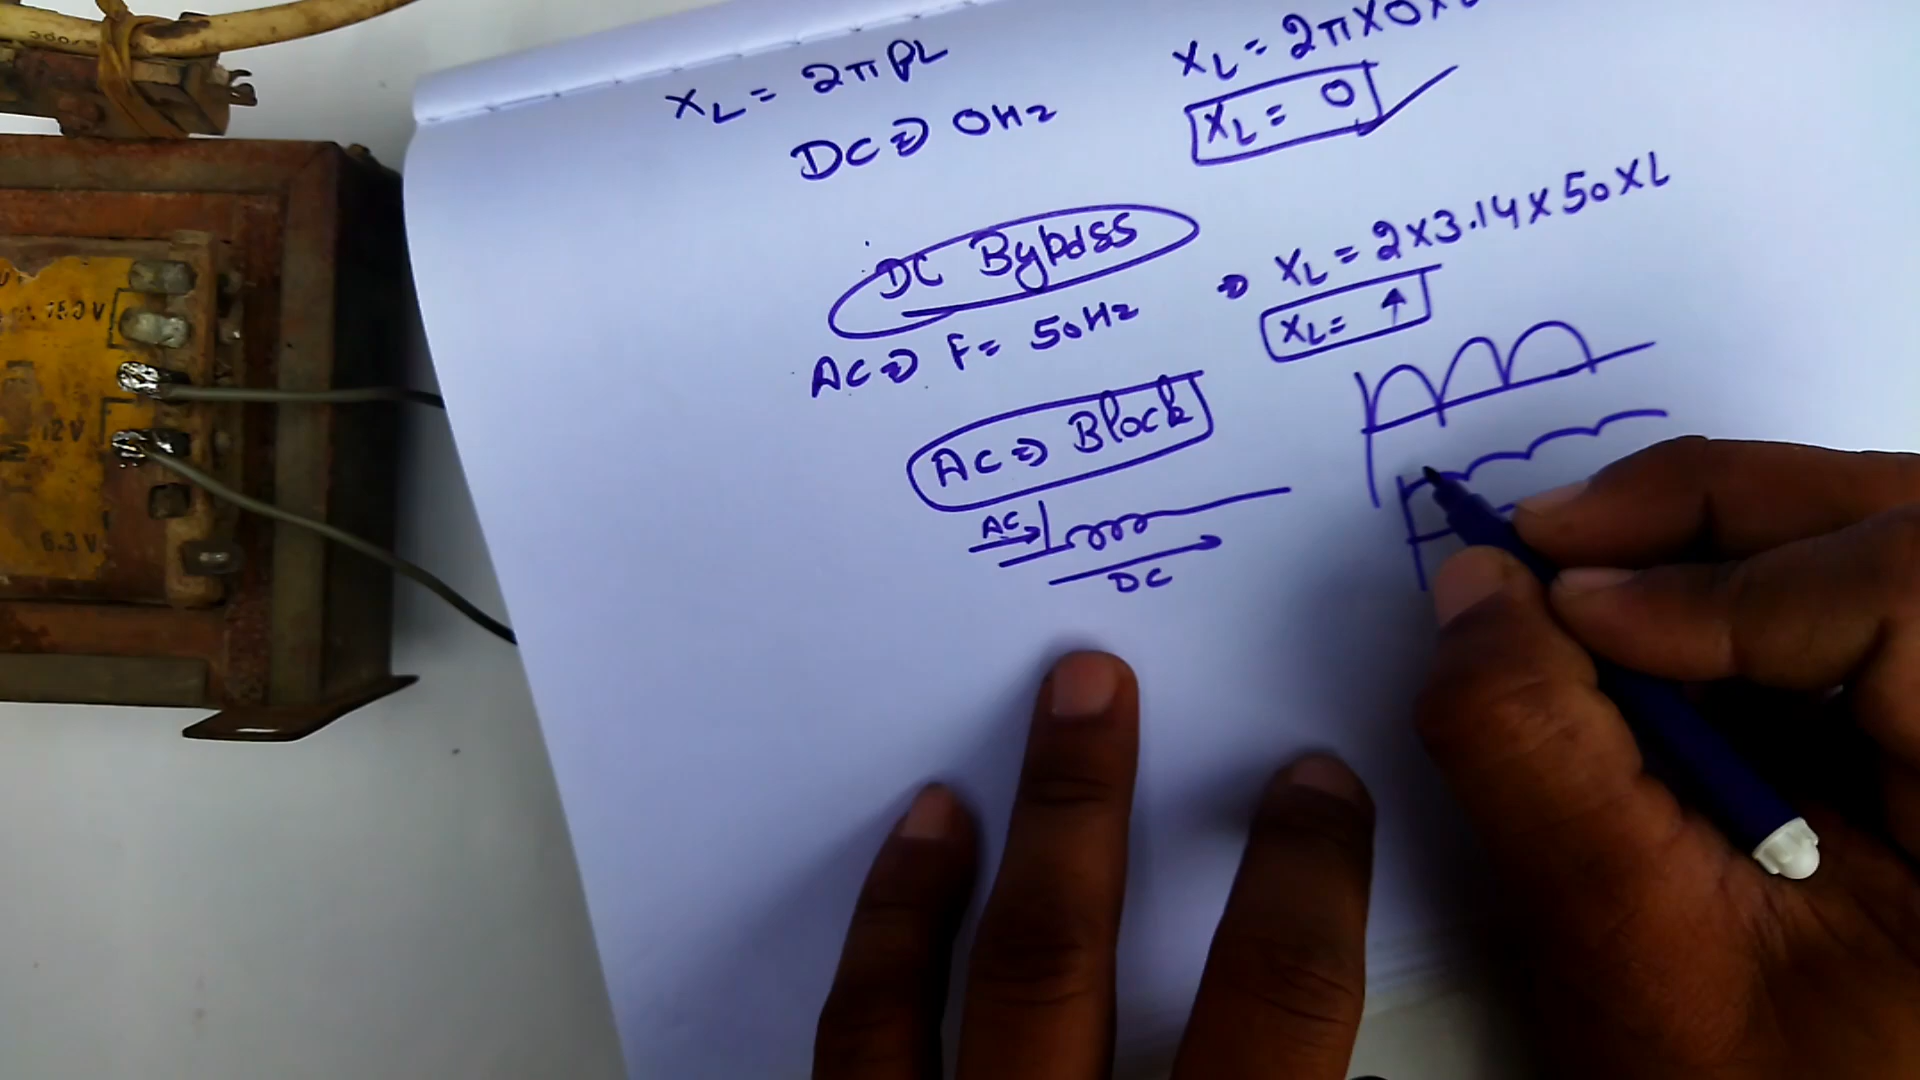 XL = 2πfL
DC ⇒ 0Hz
XL = 2π×0×
XL = 0
DC Bypass
AC ⇒ F = 50Hz
⇒ XL = 2×3.14×50×L
XL = ↑
AC ⇒ Block
AC
DC
12V
6.3V